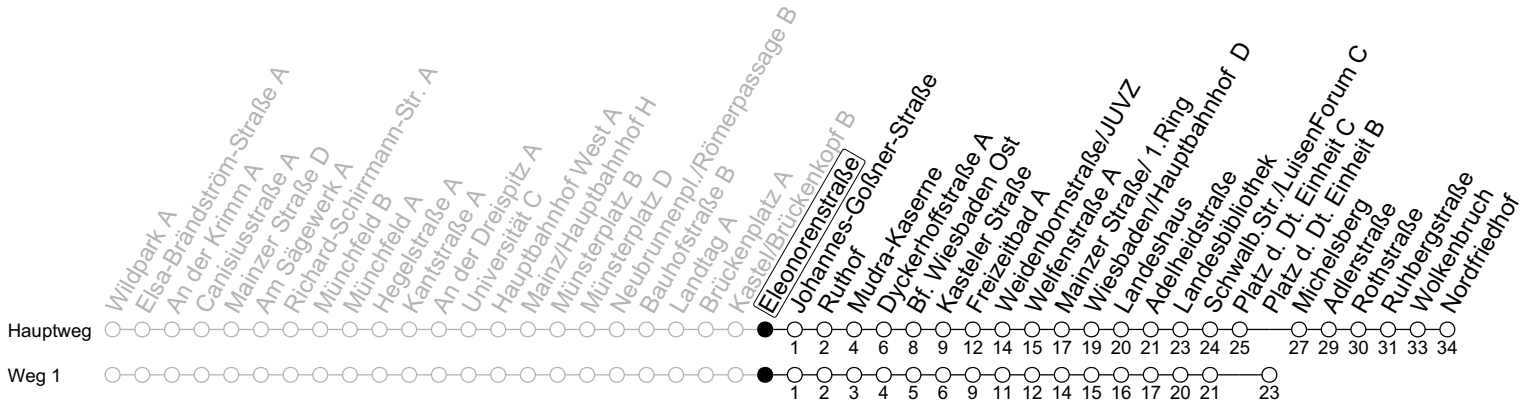 Wildpark A
Elsa-Brändström-Straße A
An der Krimm A
Canisiusstraße A
Mainzer Straße D
Am Sägewerk A
Richard-Schirrmann-Str. A
Münchfeld B
Münchfeld A
Hegelstraße A
Kantstraße A
An der Dreispitz A
Universität C
Hauptbahnhof West A
Mainz/Hauptbahnhof H
Münsterplatz B
Münsterplatz D
Neubrunnenpl./Römerpassage B
Bauhofstraße B
Landtag A
Brückenplatz A
Kastel/Brückenkopf B
Eleonorenstraße
Johannes-Goßner-Straße
Ruthof
Mudra-Kaserne
Dyckerhoffstraße A
Bf. Wiesbaden Ost
Kasteler Straße
Freizeitbad A
Weidenbornstraße/JUVZ
Welfenstraße A
Mainzer Straße/ 1.Ring
Wiesbaden/Hauptbahnhof D
Landeshaus
Adelheidstraße
Landesbibliothek
Schwalb.Str./LuisenForum C
Platz d. Dt. Einheit C
Platz d. Dt. Einheit B
Michelsberg
Adlerstraße
Rothstraße
Ruhbergstraße
Wolkenbruch
Nordfriedhof
Hauptweg
1 2 4 6 8 9 12 14 15 17 19 20 21 23 24 25 27 29 30 31 33 34
Weg 1
1 2 3 4 5 6 9 11 12 14 15 16 17 20 21 23